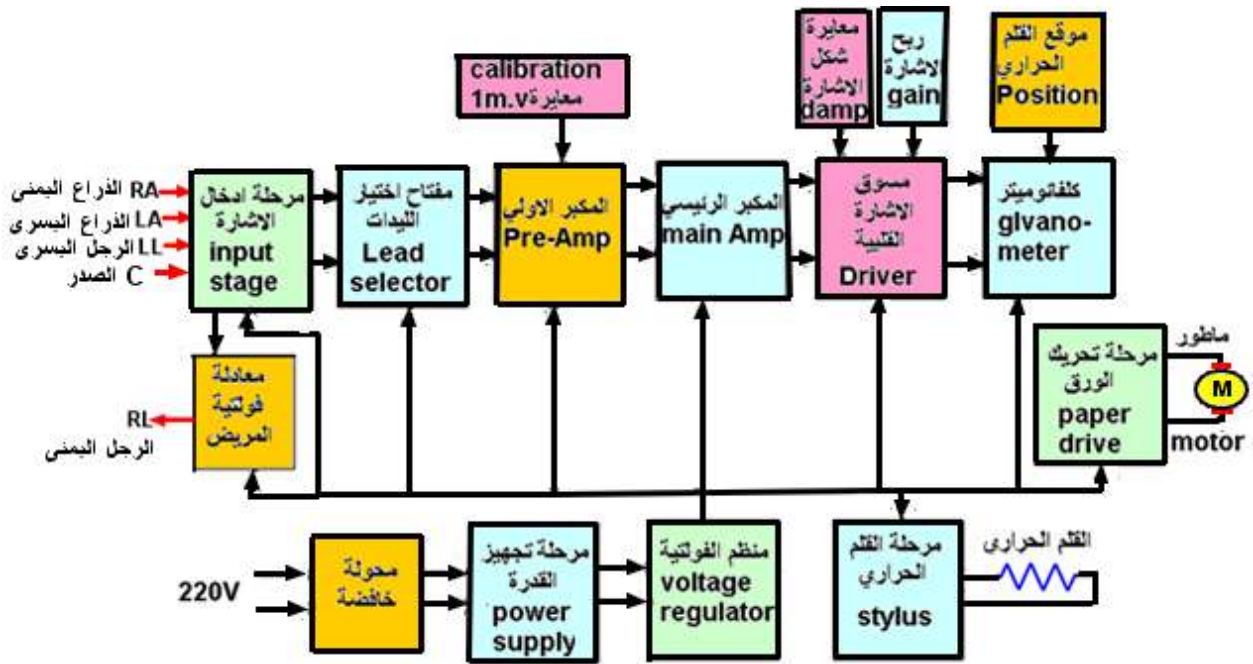 معايرة
شكل
الاشارة
damp
ربح
الاشارة
gain
موقع القلم
الحراري
Position
calibration
معايرة 1m.v
RA الذراع اليمنى
LA الذراع اليسرى
LL الرجل اليسرى
C الصدر
مرحلة ادخال
الاشارة
input
stage
مفتاح اختيار
الليدات
Lead
selector
المكبر الاولي
Pre-Amp
المكبر الرئيسي
main Amp
مسوق
الاشارة
القلبية
Driver
كلفانوميتر
glvano-
meter
معادلة
فولتية
المريض
RL
الرجل اليمنى
مرحلة تحريك
الورق
paper
drive
ماطور
M
motor
220V
محولة
خافضة
مرحلة تجهيز
القدرة
power
supply
منظم الفولتية
voltage
regulator
مرحلة القلم
الحراري
stylus
القلم الحرارى